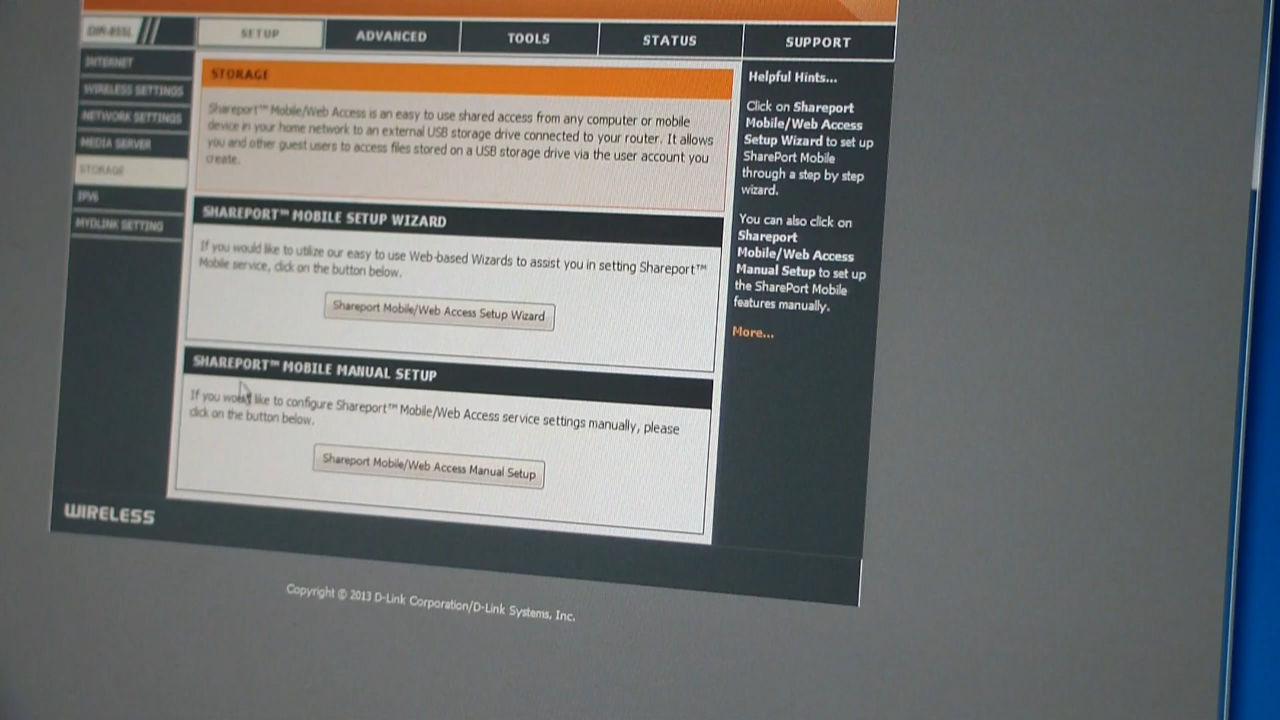 DIR-855L
SETUP
ADVANCED
TOOLS
STATUS
SUPPORT
INTERNET
WIRELESS SETTINGS
NETWORK SETTINGS
MEDIA SERVER
STORAGE
IPV6
MYDLINK SETTING
STORAGE
Shareport™ Mobile/Web Access is an easy to use shared access from any computer or mobile
device in your home network to an external USB storage drive connected to your router. It allows
you and other guest users to access files stored on a USB storage drive via the user account you
create.
SHAREPORT™ MOBILE SETUP WIZARD
If you would like to utilize our easy to use Web-based Wizards to assist you in setting Shareport™
Mobile service, click on the button below.
Shareport Mobile/Web Access Setup Wizard
SHAREPORT™ MOBILE MANUAL SETUP
If you would like to configure Shareport™ Mobile/Web Access service settings manually, please
click on the button below.
Shareport Mobile/Web Access Manual Setup
Helpful Hints...
Click on Shareport
Mobile/Web Access
Setup Wizard to set up
SharePort Mobile
through a step by step
wizard.
You can also click on
Shareport
Mobile/Web Access
Manual Setup to set up
the SharePort Mobile
features manually.
More...
WIRELESS
Copyright © 2013 D-Link Corporation/D-Link Systems, Inc.